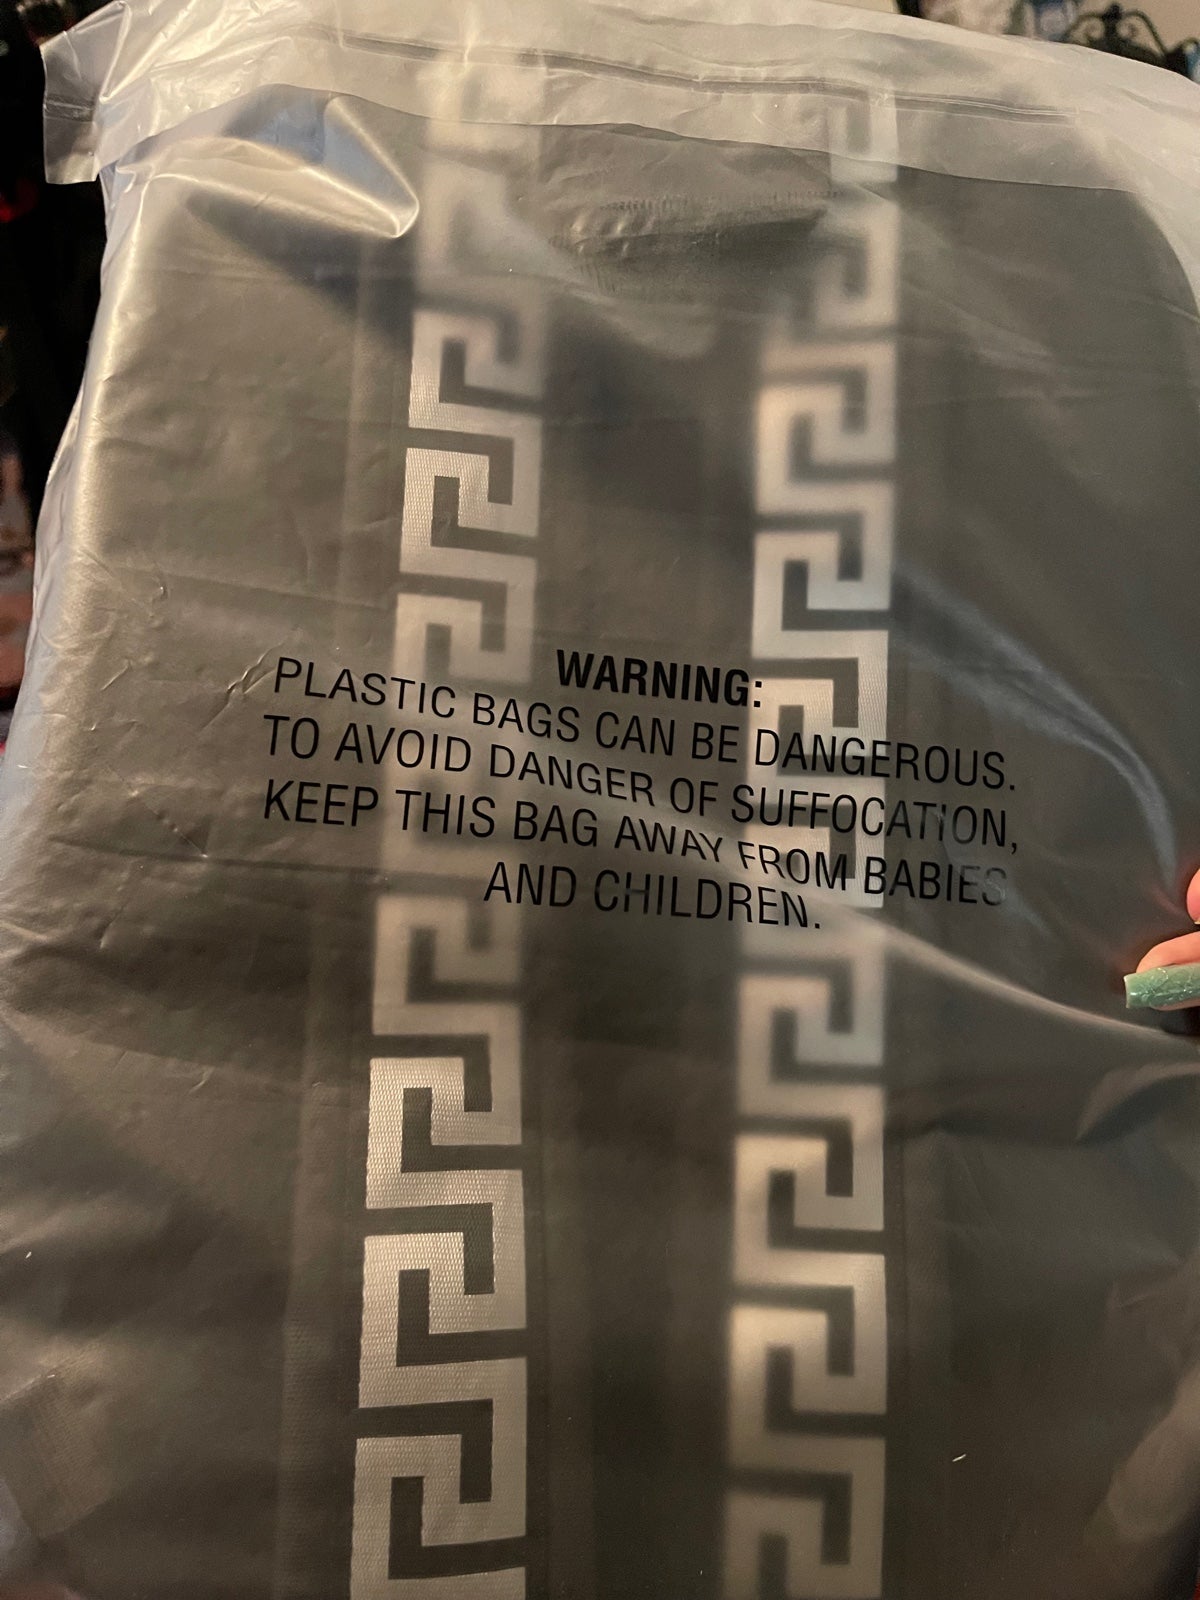 WARNING:
PLASTIC BAGS CAN BE DANGEROUS.
TO AVOID DANGER OF SUFFOCATION,
KEEP THIS BAG AWAY FROM BABIES
AND CHILDREN.